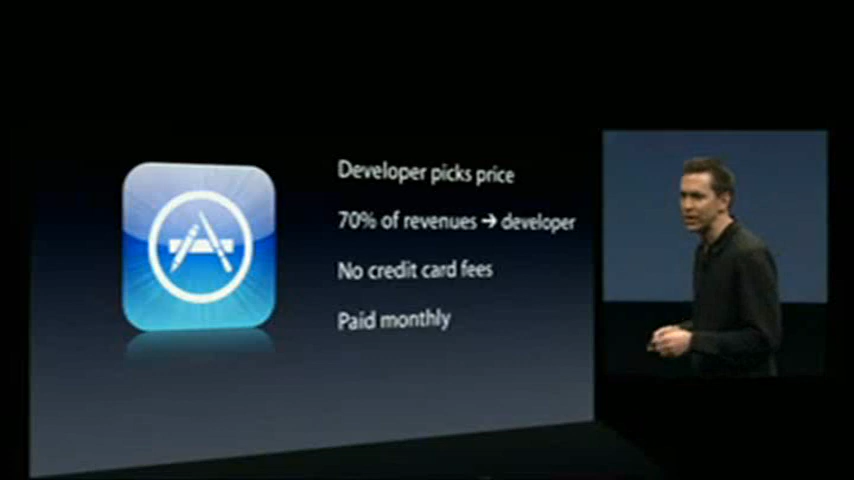 Developer picks price
70% of revenues → developer
No credit card fees
Paid monthly